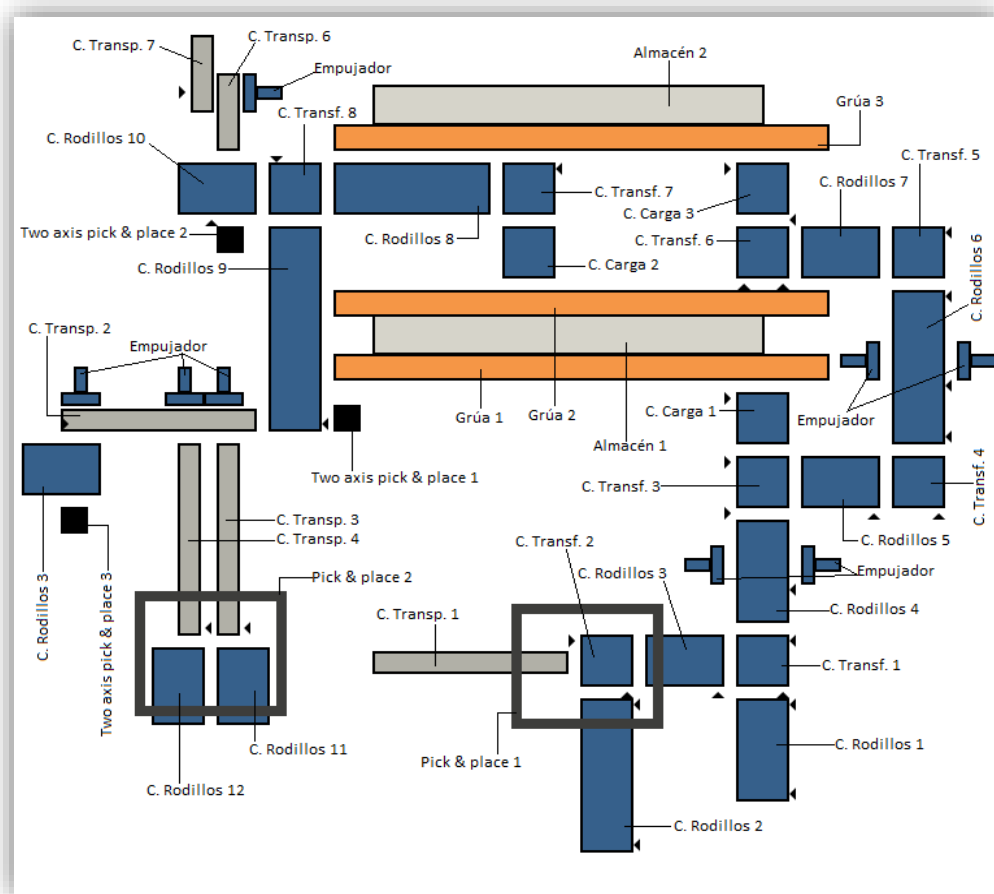 C. Transp. 7
C. Transp. 6
Empujador
C. Transf. 8
C. Rodillos 10
Almacén 2
Grúa 3
C. Transf. 5
C. Rodillos 7
C. Transf. 7
C. Carga 3
Two axis pick & place 2
C. Rodillos 8
C. Transf. 6
C. Rodillos 9
C. Carga 2
C. Rodillos 6
C. Transp. 2
Empujador
Grúa 1
Grúa 2
C. Carga 1
Empujador
Almacén 1
Two axis pick & place 1
C. Transf. 3
C. Transf. 4
C. Transp. 3
C. Transp. 4
C. Transf. 2
C. Rodillos 5
C. Rodillos 3
Two axis pick & place 3
Pick & place 2
C. Rodillos 3
Empujador
C. Transp. 1
C. Rodillos 4
C. Transf. 1
C. Rodillos 11
Pick & place 1
C. Rodillos 1
C. Rodillos 12
C. Rodillos 2